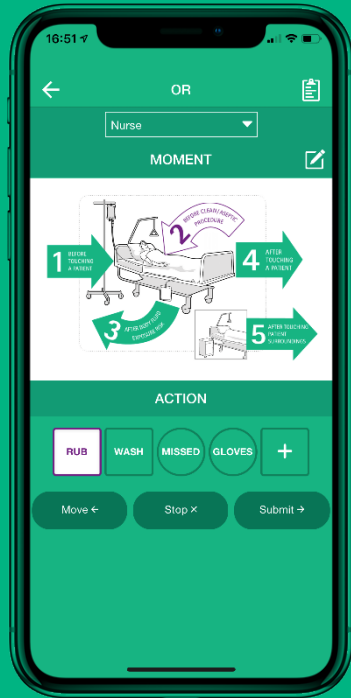 16:51
OR
Nurse
MOMENT
1 BEFORE
TOUCHING
A PATIENT
2 BEFORE CLEAN/ASEPTIC
PROCEDURE
3 AFTER BODY FLUID
EXPOSURE RISK
4 AFTER
TOUCHING
A PATIENT
5 AFTER TOUCHING
PATIENT
SURROUNDINGS
ACTION
RUB WASH MISSED GLOVES +
Move ← Stop × Submit →